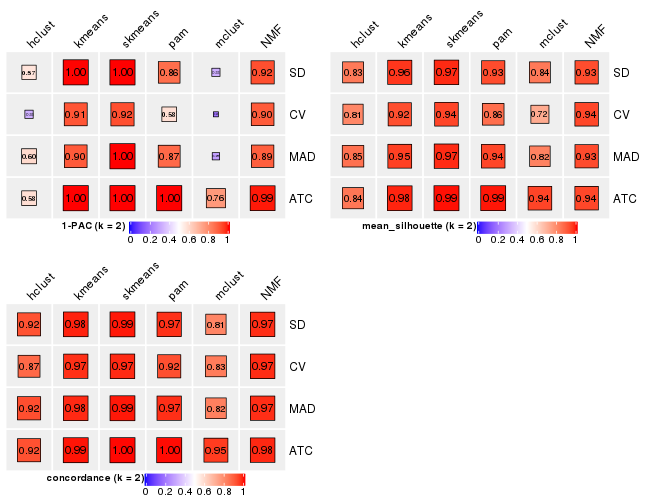 hclust kmeans skmeans pam mclust NMF
0.57 1.00 1.00 0.86 0.92 SD
0.91 0.92 0.58 0.90 CV
0.60 0.90 1.00 0.87 0.89 MAD
0.58 1.00 1.00 1.00 0.76 0.99 ATC
1-PAC (k = 2)
0 0.2 0.4 0.6 0.8 1
hclust kmeans skmeans pam mclust NMF
0.83 0.96 0.97 0.93 0.84 0.93 SD
0.81 0.92 0.94 0.86 0.72 0.94 CV
0.85 0.95 0.97 0.94 0.82 0.93 MAD
0.84 0.98 0.99 0.99 0.94 0.94 ATC
mean_silhouette (k = 2)
0 0.2 0.4 0.6 0.8 1
hclust kmeans skmeans pam mclust NMF
0.92 0.98 0.99 0.97 0.81 0.97 SD
0.87 0.97 0.97 0.92 0.83 0.97 CV
0.92 0.98 0.99 0.97 0.82 0.97 MAD
0.92 0.99 1.00 1.00 0.95 0.98 ATC
concordance (k = 2)
0 0.2 0.4 0.6 0.8 1